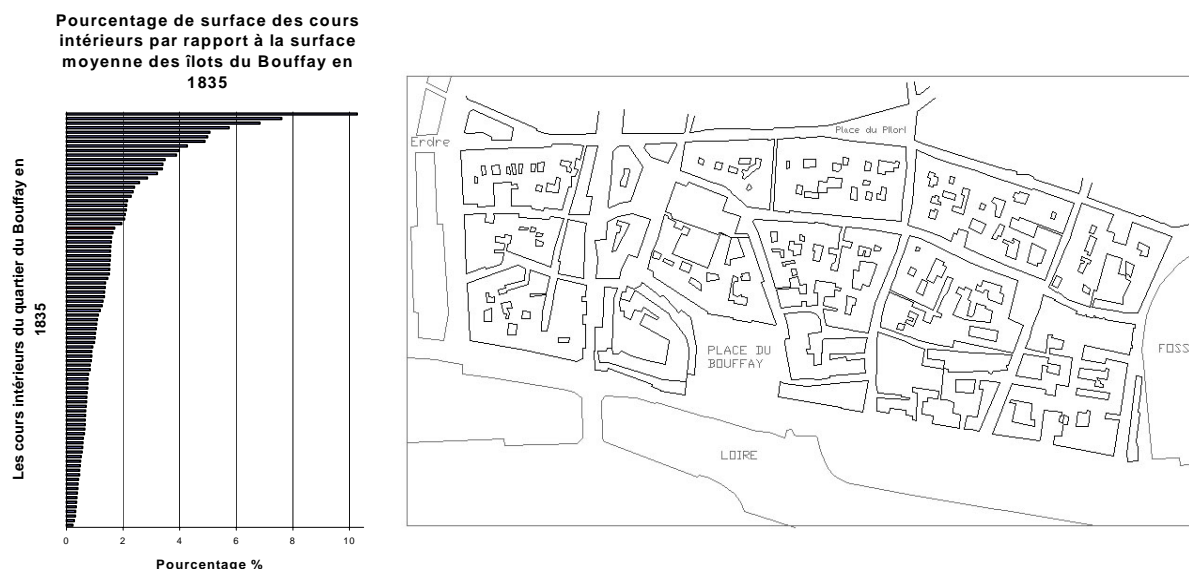 Pourcentage de surface des cours
intérieurs par rapport à la surface
moyenne des îlots du Bouffay en
1835
Les cours intérieurs du quartier du Bouffay en
1835
0 2 4 6 8 10
Pourcentage %
Erdre
Place du Pilori
PLACE DU
BOUFFAY
FOSS
LOIRE